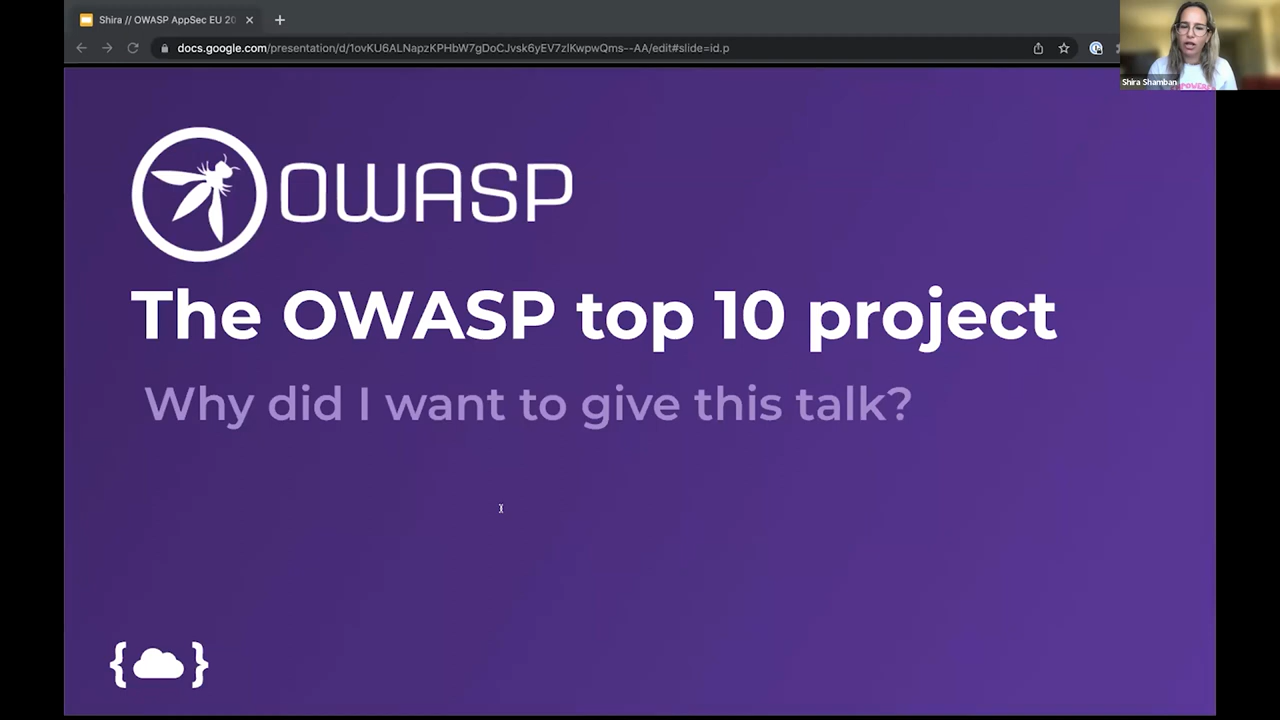 Shira // OWASP AppSec EU 20
docs.google.com/presentation/d/1ovKU6ALNapzKPHbW7gDoCJvsk6yEV7zlKwpwQms--AA/edit#slide=id.p
Shira Shamban
OWASP
The OWASP top 10 project
Why did I want to give this talk?